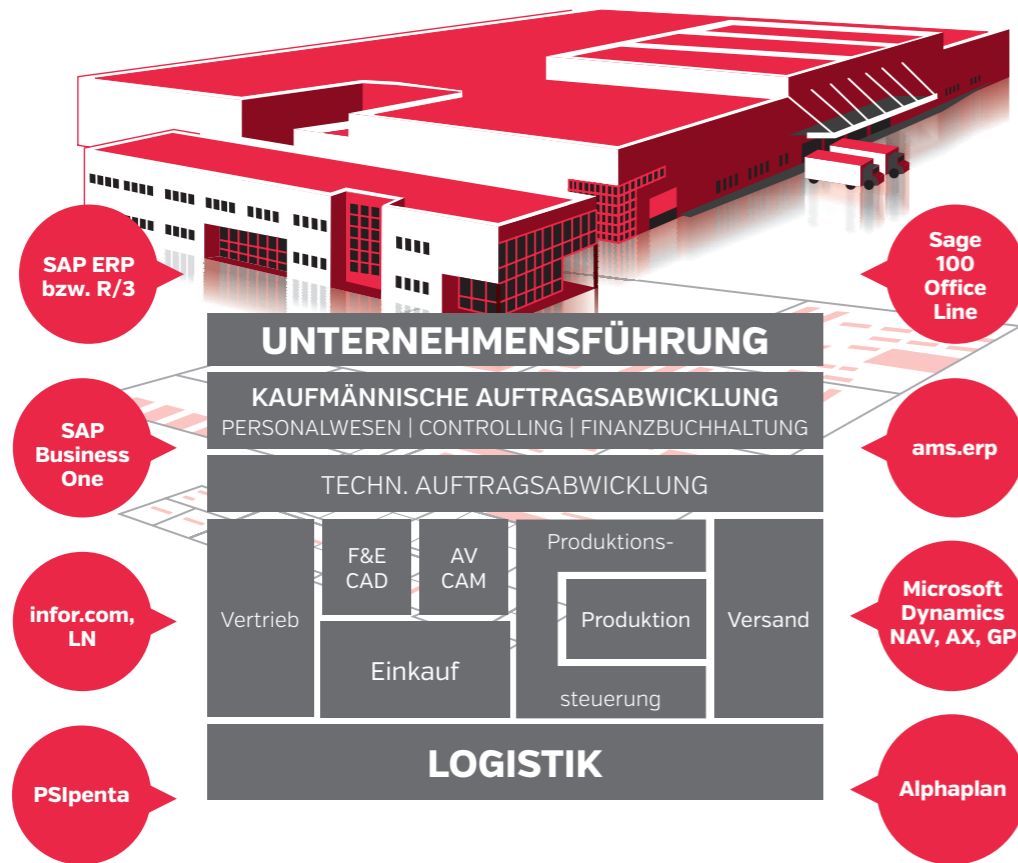 SAP ERP
bzw. R/3
Sage
100
Office
Line
UNTERNEHMENSFÜHRUNG
KAUFMÄNNISCHE AUFTRAGSABWICKLUNG
PERSONALWESEN | CONTROLLING | FINANZBUCHHALTUNG
SAP
Business
One
ams.erp
TECHN. AUFTRAGSABWICKLUNG
F&E
CAD
AV
CAM
Produktions-
Vertrieb
Produktion
Versand
Einkauf
steuerung
infor.com,
LN
Microsoft
Dynamics
NAV, AX, GP
LOGISTIK
PSIpenta
Alphaplan